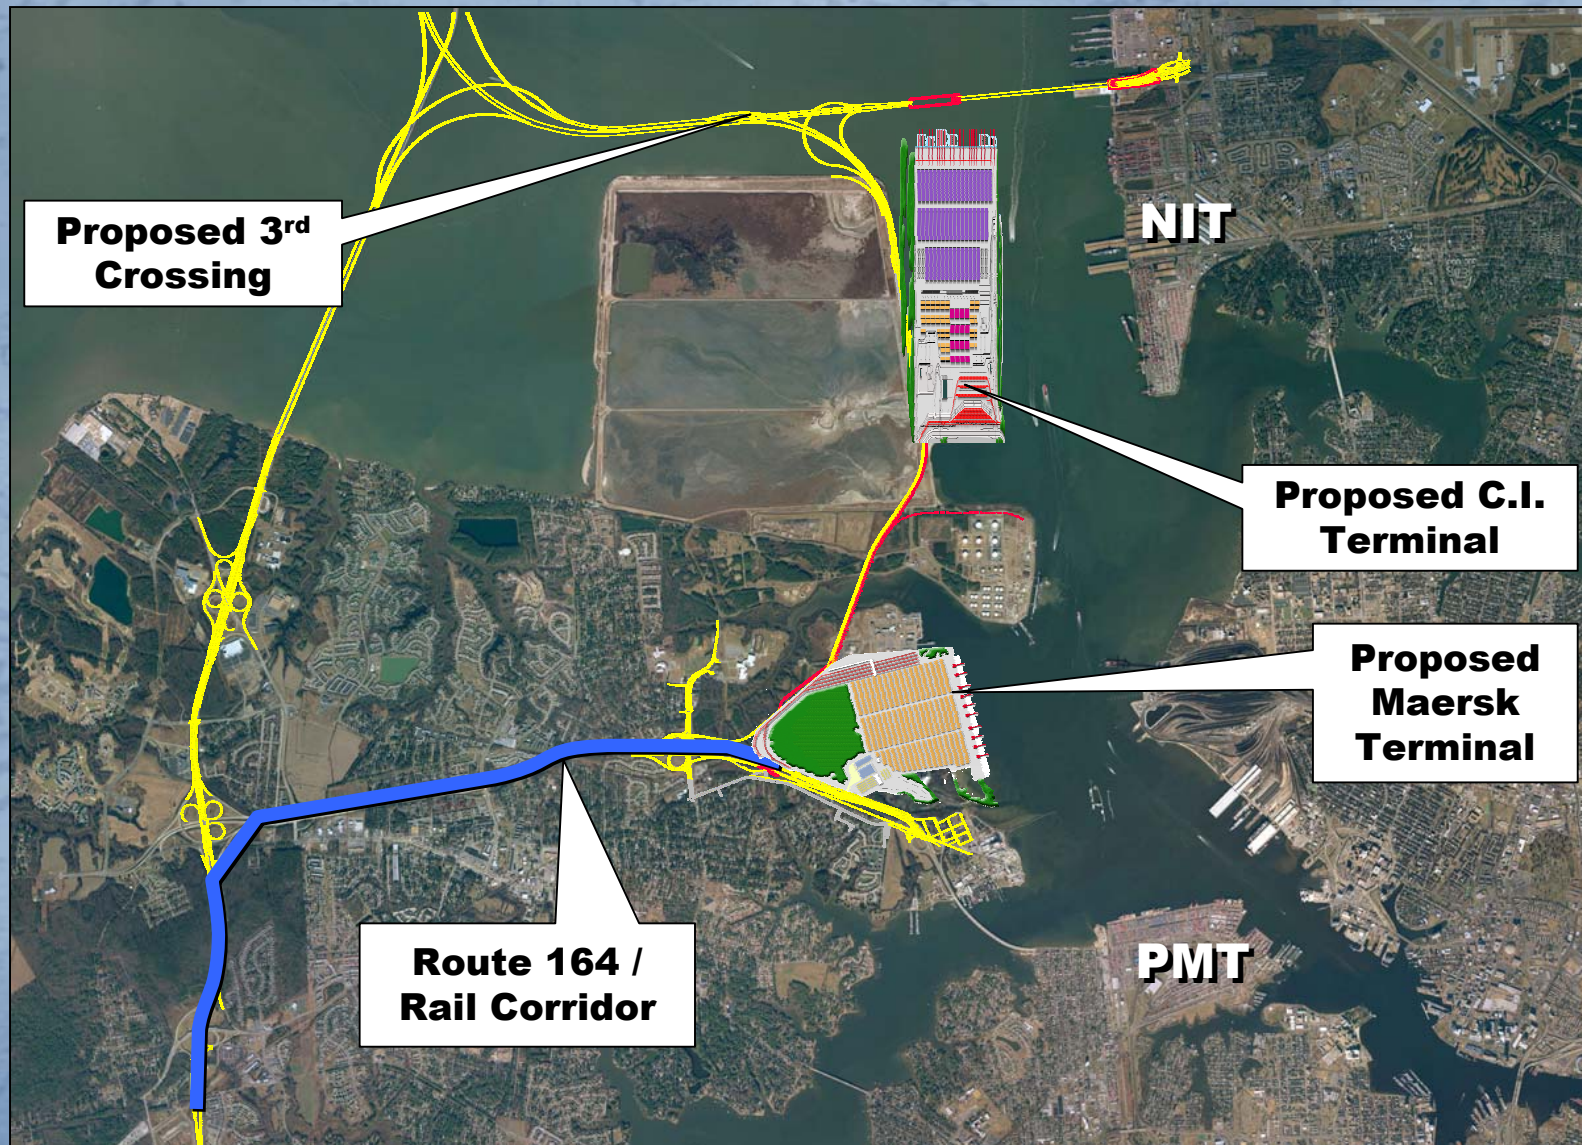 NIT
Proposed 3rd
Crossing
Proposed C.I.
Terminal
Proposed
Maersk
Terminal
Route 164 /
Rail Corridor
PMT